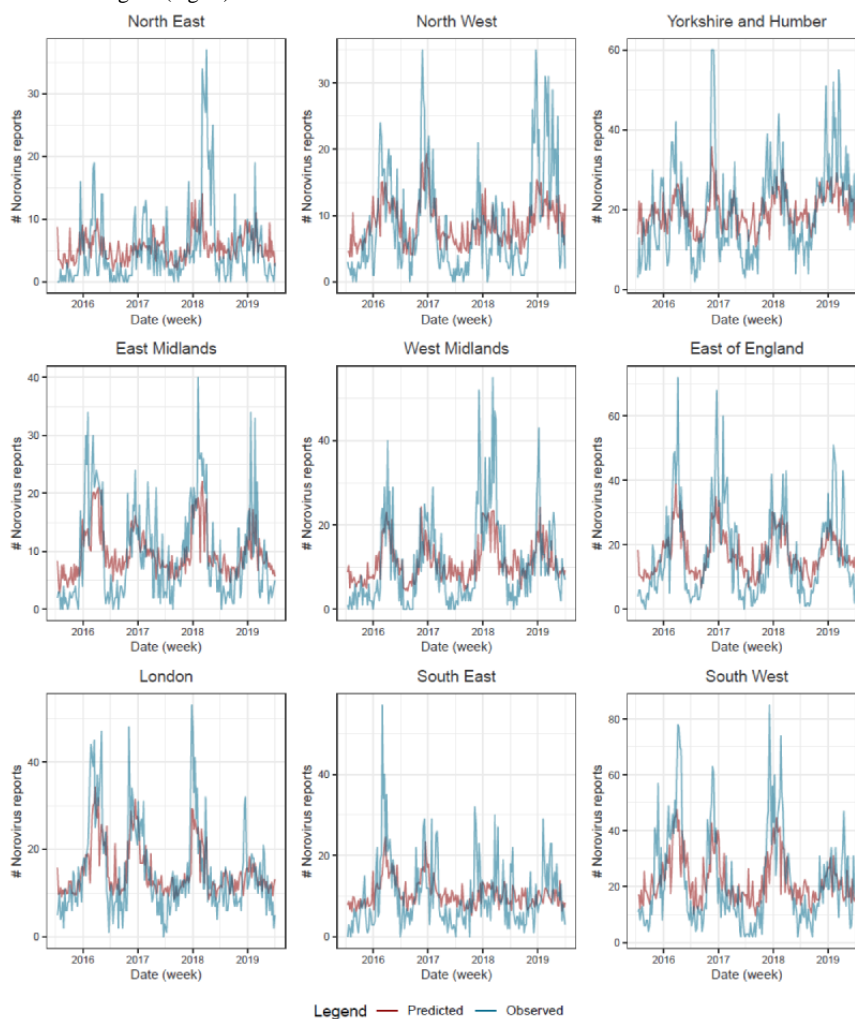 North East
North West
Yorkshire and Humber
# Norovirus reports
0
10
20
30
2016
2017
2018
2019
Date (week)
# Norovirus reports
0
10
20
30
2016
2017
2018
2019
Date (week)
# Norovirus reports
0
20
40
60
2016
2017
2018
2019
Date (week)
East Midlands
West Midlands
East of England
# Norovirus reports
0
10
20
30
40
2016
2017
2018
2019
Date (week)
# Norovirus reports
0
20
40
2016
2017
2018
2019
Date (week)
# Norovirus reports
0
20
40
60
2016
2017
2018
2019
Date (week)
London
South East
South West
# Norovirus reports
0
20
40
2016
2017
2018
2019
Date (week)
# Norovirus reports
0
20
40
2016
2017
2018
2019
Date (week)
# Norovirus reports
0
20
40
60
80
2016
2017
2018
2019
Date (week)
Legend Predicted Observed